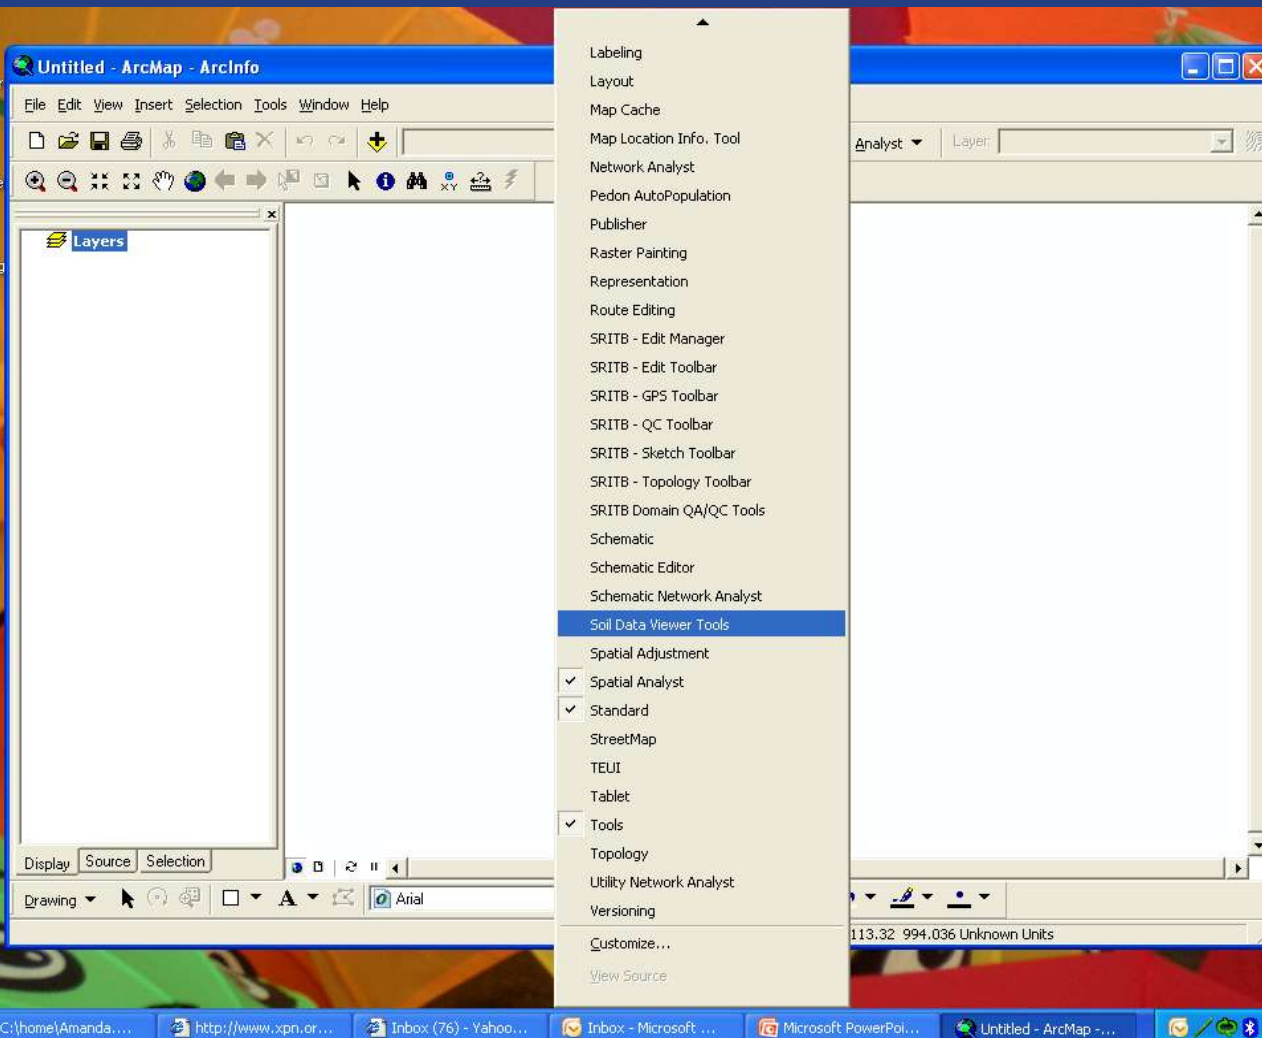 Untitled - ArcMap - ArcInfo
File Edit View Insert Selection Tools Window Help
Analyst Layer:
Layers
Labeling
Layout
Map Cache
Map Location Info. Tool
Network Analyst
Pedon AutoPopulation
Publisher
Raster Painting
Representation
Route Editing
SRITB - Edit Manager
SRITB - Edit Toolbar
SRITB - GPS Toolbar
SRITB - QC Toolbar
SRITB - Sketch Toolbar
SRITB - Topology Toolbar
SRITB Domain QA/QC Tools
Schematic
Schematic Editor
Schematic Network Analyst
Soil Data Viewer Tools
Spatial Adjustment
Spatial Analyst
Standard
StreetMap
TEUI
Tablet
Tools
Topology
Utility Network Analyst
Versioning
Customize...
View Source
Display Source Selection
Drawing A Arial
113.32 994.036 Unknown Units
C:\home\Amanda.... http://www.xpn.or... Inbox (76) - Yahoo... Inbox - Microsoft ... Microsoft PowerPoi... Untitled - ArcMap -...